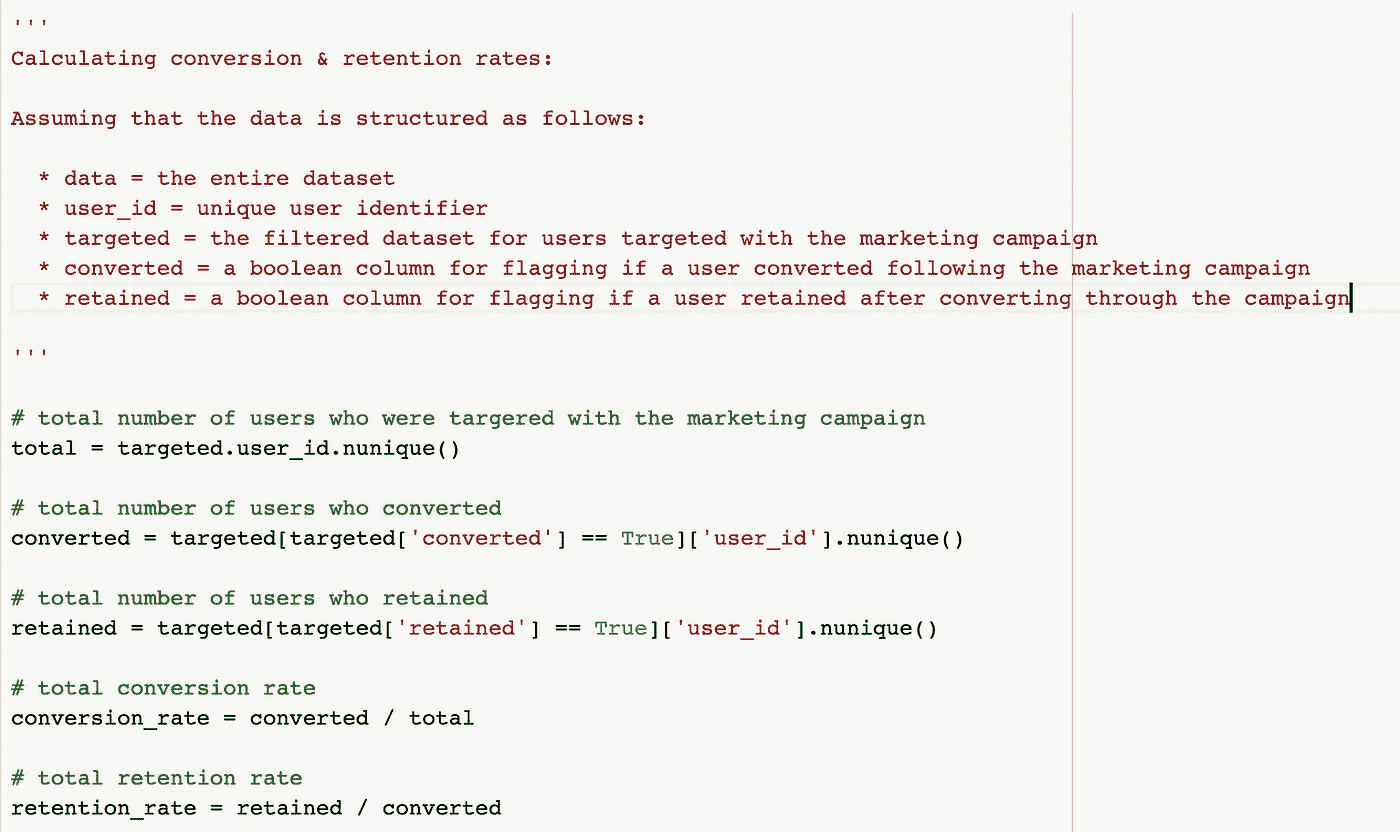 '''
Calculating conversion & retention rates:
Assuming that the data is structured as follows:
* data = the entire dataset
* user_id = unique user identifier
* targeted = the filtered dataset for users targeted with the marketing campaign
* converted = a boolean column for flagging if a user converted following the marketing campaign
* retained = a boolean column for flagging if a user retained after converting through the campaign
'''
# total number of users who were targered with the marketing campaign
total = targeted.user_id.nunique()
# total number of users who converted
converted = targeted[targeted['converted'] == True]['user_id'].nunique()
# total number of users who retained
retained = targeted[targeted['retained'] == True]['user_id'].nunique()
# total conversion rate
conversion_rate = converted / total
# total retention rate
retention_rate = retained / converted